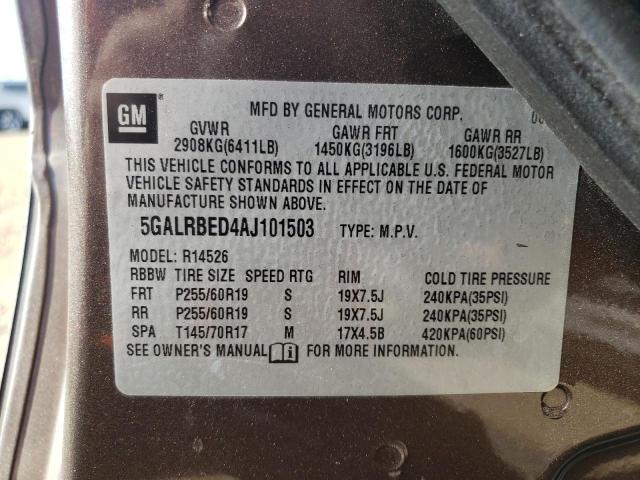 GM
MFD BY GENERAL MOTORS CORP.
GVWR GAWR FRT GAWR RR
2908KG(6411LB) 1450KG(3196LB) 1600KG(3527LB)
THIS VEHICLE CONFORMS TO ALL APPLICABLE U.S. FEDERAL MOTOR
VEHICLE SAFETY STANDARDS IN EFFECT ON THE DATE OF
MANUFACTURE SHOWN ABOVE.
5GALRBED4AJ101503 TYPE: M.P.V.
MODEL: R14526
RBBW TIRE SIZE SPEED RTG RIM COLD TIRE PRESSURE
FRT P255/60R19 S 19X7.5J 240KPA(35PSI)
RR P255/60R19 S 19X7.5J 240KPA(35PSI)
SPA T145/70R17 M 17X4.5B 420KPA(60PSI)
SEE OWNER'S MANUAL FOR MORE INFORMATION.